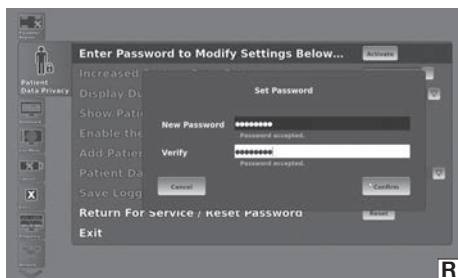 Enter Password to Modify Settings Below... Activate
Patient
Data Privacy
Increased
Set Password
Display Du
Show Patie
New Password ●●●●●●●●
Password accepted.
Enable the
Verify ●●●●●●●●
Password accepted.
Add Patien
Patient Da
Cancel Confirm
Save Logg
Return For Service / Reset Password Reset
Exit
R